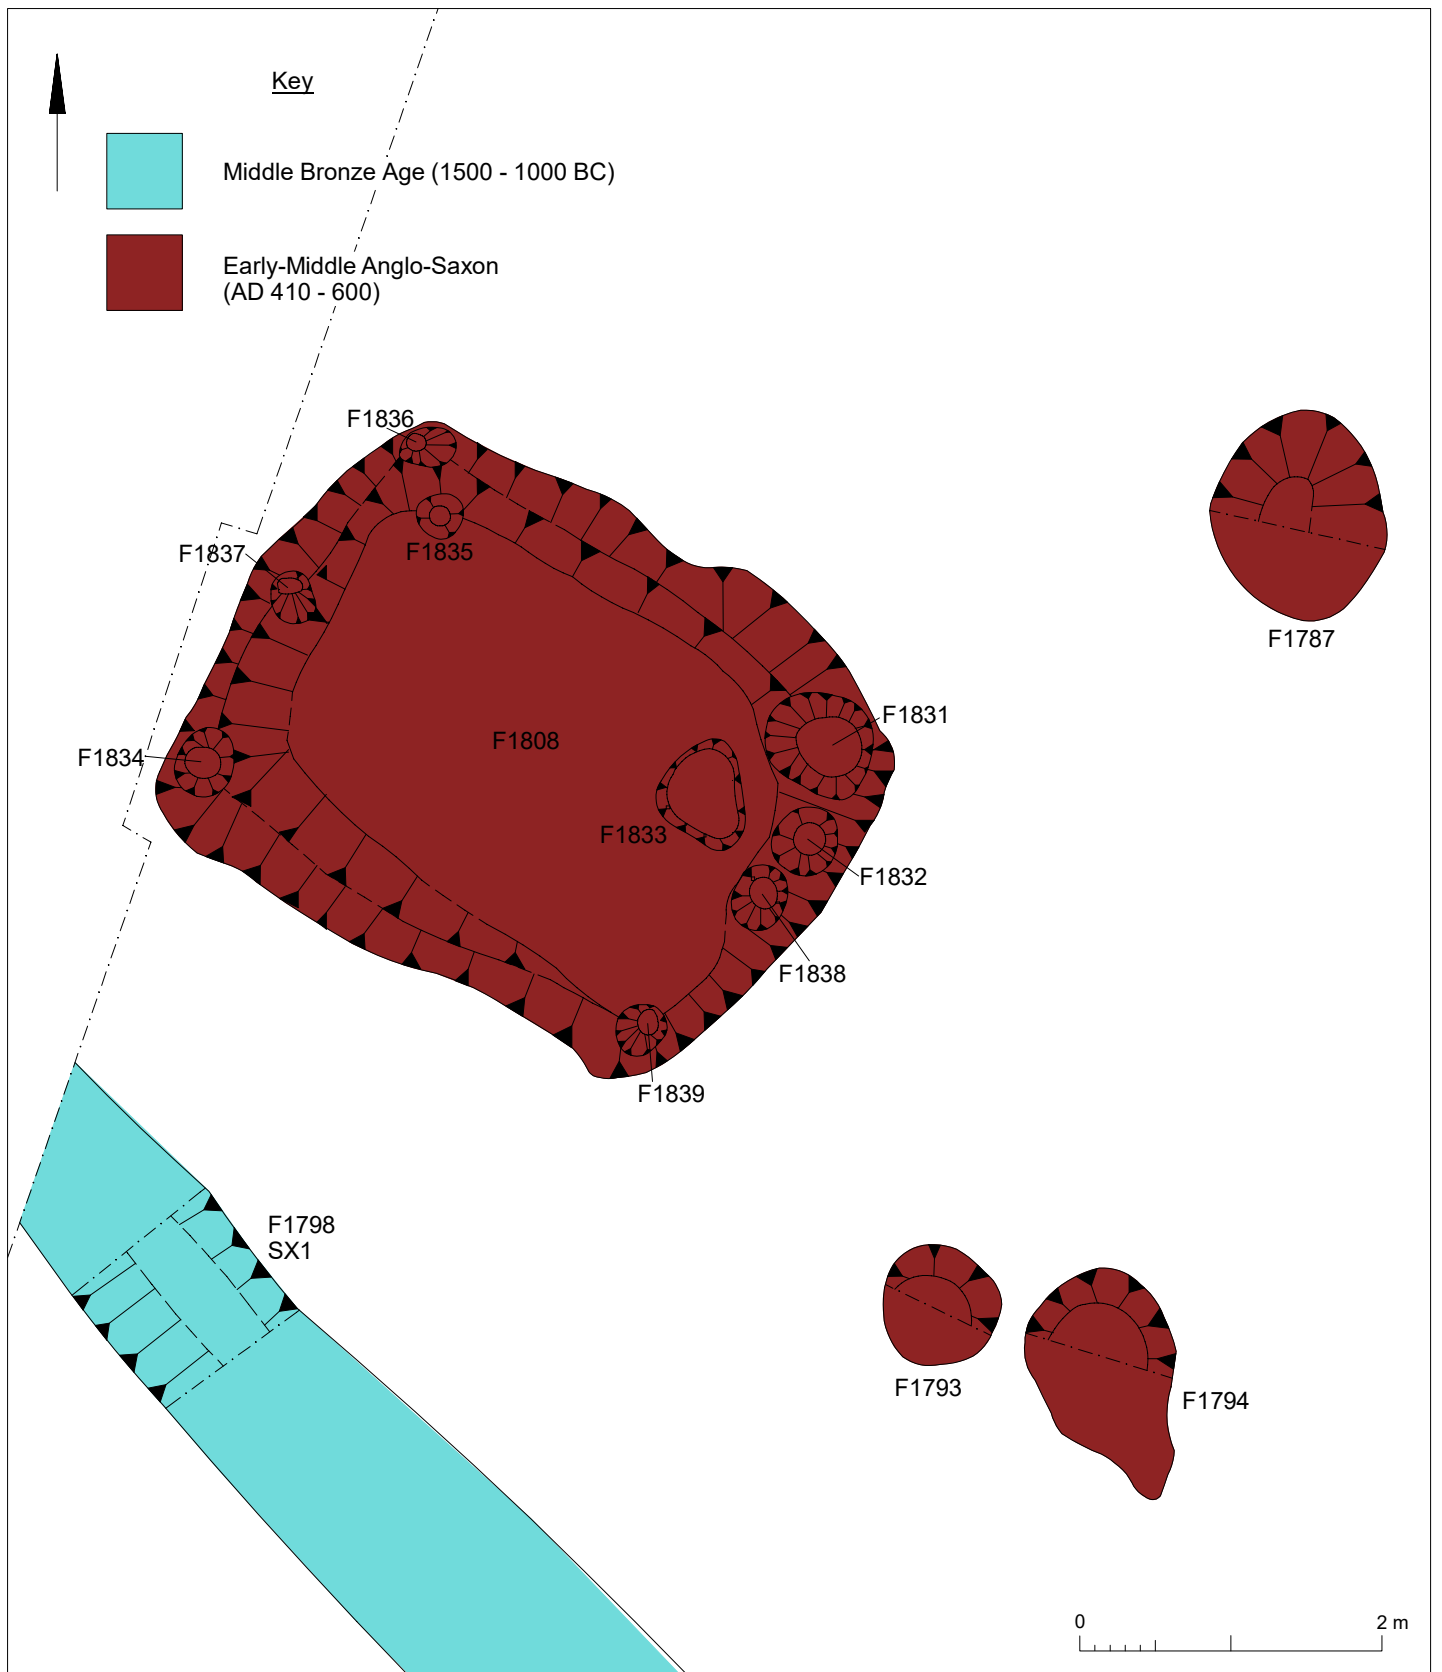 Key
Middle Bronze Age (1500 - 1000 BC)
Early-Middle Anglo-Saxon
(AD 410 - 600)
F1836
F1835
F1837
F1787
F1831
F1808
F1834
F1833
F1832
F1838
F1839
F1798
SX1
F1793
F1794
0
2 m